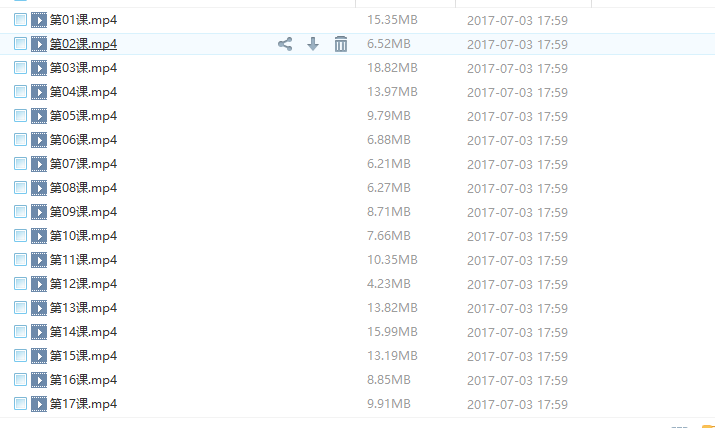 第01课.mp4 15.35MB 2017-07-03 17:59
第02课.mp4 6.52MB 2017-07-03 17:59
第03课.mp4 18.82MB 2017-07-03 17:59
第04课.mp4 13.97MB 2017-07-03 17:59
第05课.mp4 9.79MB 2017-07-03 17:59
第06课.mp4 6.88MB 2017-07-03 17:59
第07课.mp4 6.21MB 2017-07-03 17:59
第08课.mp4 6.27MB 2017-07-03 17:59
第09课.mp4 8.71MB 2017-07-03 17:59
第10课.mp4 7.66MB 2017-07-03 17:59
第11课.mp4 10.35MB 2017-07-03 17:59
第12课.mp4 4.23MB 2017-07-03 17:59
第13课.mp4 13.82MB 2017-07-03 17:59
第14课.mp4 15.99MB 2017-07-03 17:59
第15课.mp4 13.19MB 2017-07-03 17:59
第16课.mp4 8.85MB 2017-07-03 17:59
第17课.mp4 9.91MB 2017-07-03 17:59